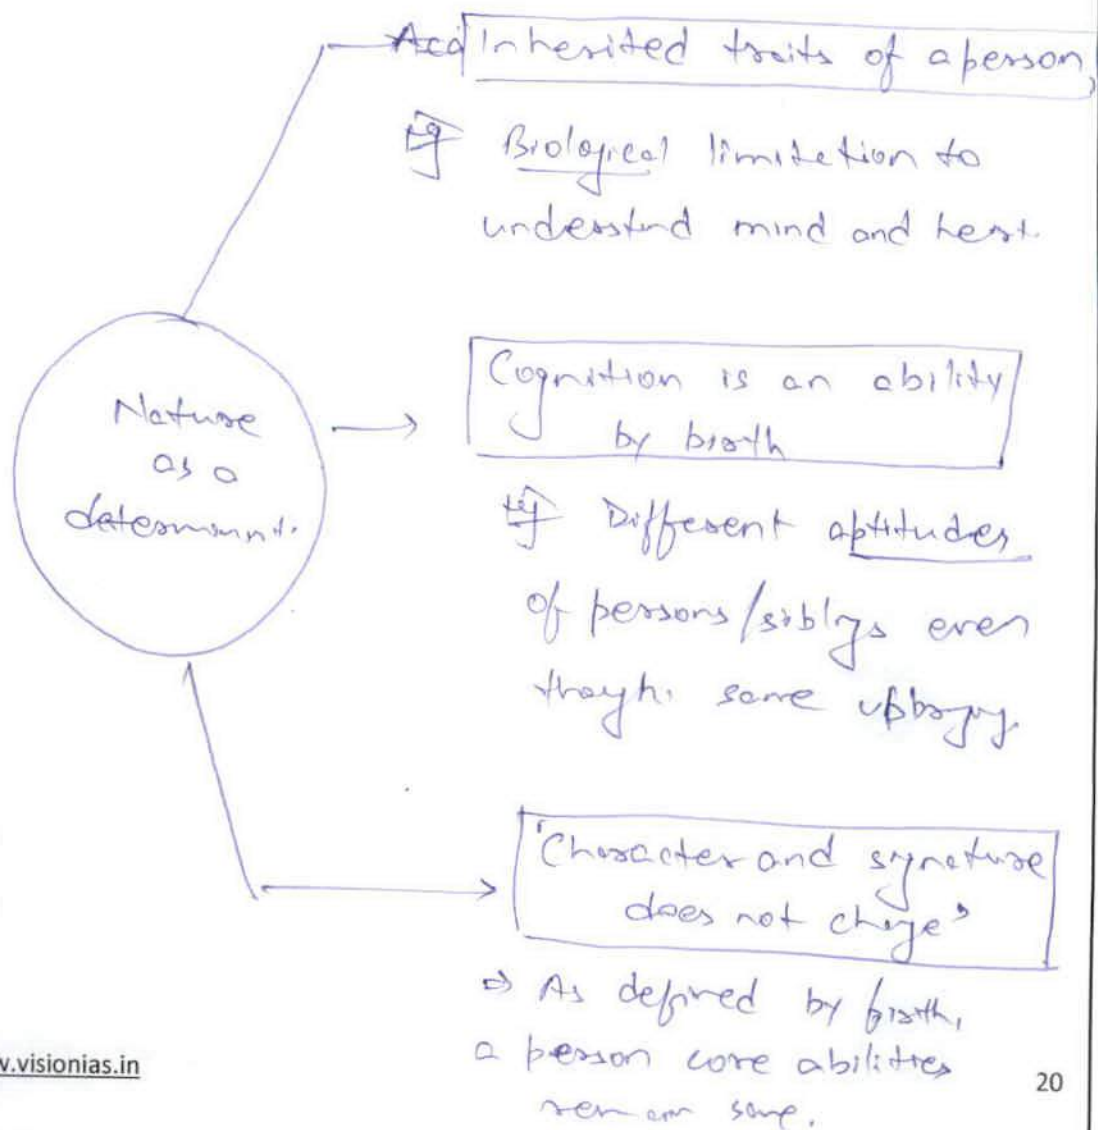 Acq Inherited traits of a person,
eg Biological limitation to
understand mind and heart.
Cognition is an ability
by birth
Nature
as a
determinant.
eg Different aptitudes
of persons/siblings even
though same upbringing
'Character and signature
does not change'
⇒ As defined by birth,
a person core abilities
remain same.
w.visionias.in
20